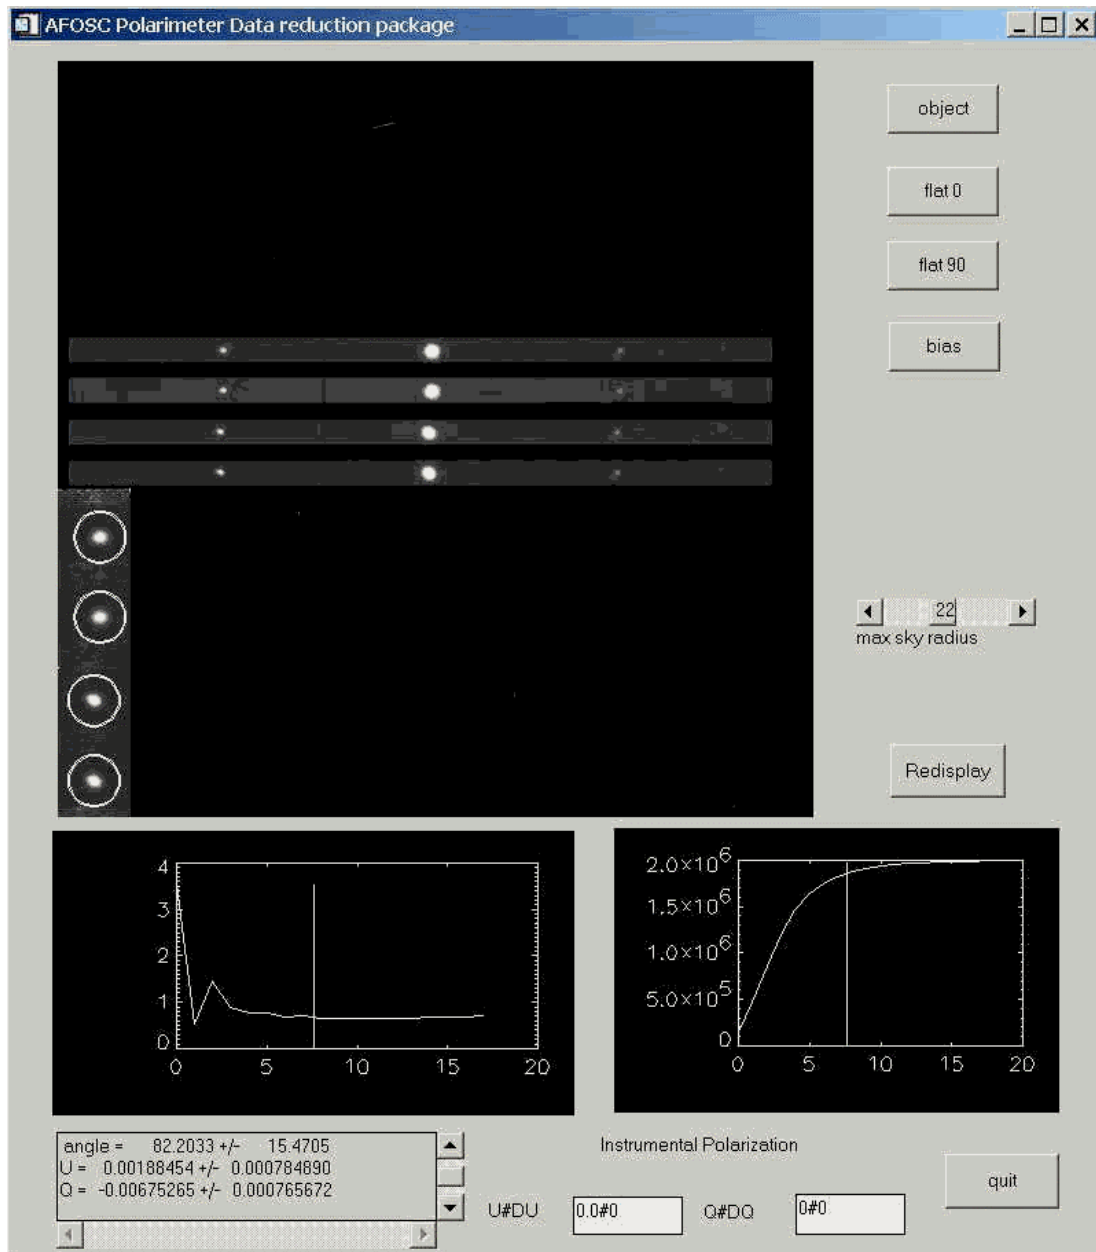 AFOSC Polarimeter Data reduction package
object
flat 0
flat 90
bias
22
max sky radius
Redisplay
4
3
2
1
0
0 5 10 15 20
2.0×10^6
1.5×10^6
1.0×10^6
5.0×10^5
0
0 5 10 15 20
angle = 82.2033 +/- 15.4705
U = 0.00188454 +/- 0.000784890
Q = -0.00675265 +/- 0.000765672
Instrumental Polarization
U#DU 0.0#0 Q#DQ 0#0
quit